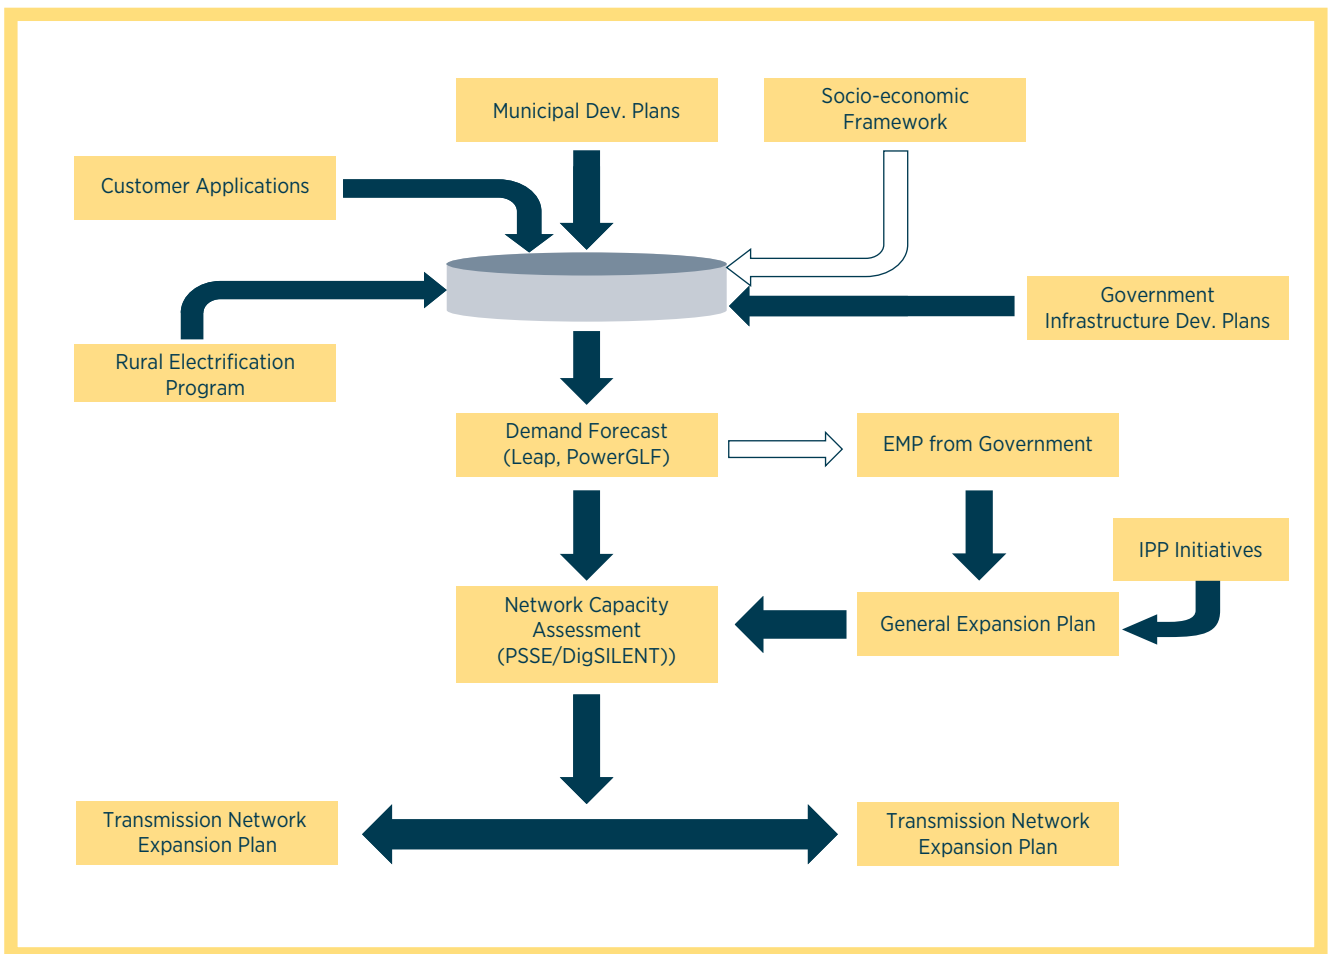 Municipal Dev. Plans
Socio-economic
Framework
Customer Applications
Government
Infrastructure Dev. Plans
Rural Electrification
Program
Demand Forecast
(Leap, PowerGLF)
EMP from Government
IPP Initiatives
Network Capacity
Assessment
(PSSE/DigSILENT))
General Expansion Plan
Transmission Network
Expansion Plan
Transmission Network
Expansion Plan